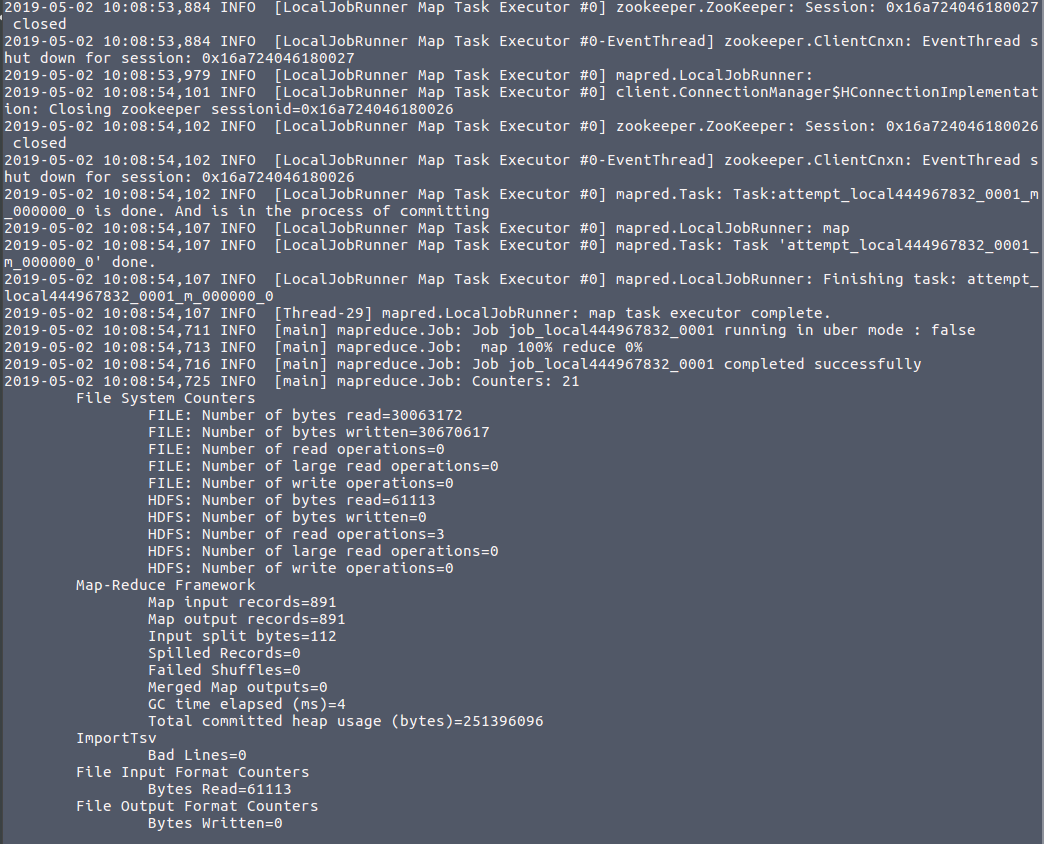 2019-05-02 10:08:53,884 INFO  [LocalJobRunner Map Task Executor #0] zookeeper.ZooKeeper: Session: 0x16a724046180027
 closed
2019-05-02 10:08:53,884 INFO  [LocalJobRunner Map Task Executor #0-EventThread] zookeeper.ClientCnxn: EventThread s
hut down for session: 0x16a724046180027
2019-05-02 10:08:53,979 INFO  [LocalJobRunner Map Task Executor #0] mapred.LocalJobRunner:
2019-05-02 10:08:54,101 INFO  [LocalJobRunner Map Task Executor #0] client.ConnectionManager$HConnectionImplementat
ion: Closing zookeeper sessionid=0x16a724046180026
2019-05-02 10:08:54,102 INFO  [LocalJobRunner Map Task Executor #0] zookeeper.ZooKeeper: Session: 0x16a724046180026
 closed
2019-05-02 10:08:54,102 INFO  [LocalJobRunner Map Task Executor #0-EventThread] zookeeper.ClientCnxn: EventThread s
hut down for session: 0x16a724046180026
2019-05-02 10:08:54,102 INFO  [LocalJobRunner Map Task Executor #0] mapred.Task: Task:attempt_local444967832_0001_m
_000000_0 is done. And is in the process of committing
2019-05-02 10:08:54,107 INFO  [LocalJobRunner Map Task Executor #0] mapred.LocalJobRunner: map
2019-05-02 10:08:54,107 INFO  [LocalJobRunner Map Task Executor #0] mapred.Task: Task 'attempt_local444967832_0001_
m_000000_0' done.
2019-05-02 10:08:54,107 INFO  [LocalJobRunner Map Task Executor #0] mapred.LocalJobRunner: Finishing task: attempt_
local444967832_0001_m_000000_0
2019-05-02 10:08:54,107 INFO  [Thread-29] mapred.LocalJobRunner: map task executor complete.
2019-05-02 10:08:54,711 INFO  [main] mapreduce.Job: Job job_local444967832_0001 running in uber mode : false
2019-05-02 10:08:54,713 INFO  [main] mapreduce.Job:  map 100% reduce 0%
2019-05-02 10:08:54,716 INFO  [main] mapreduce.Job: Job job_local444967832_0001 completed successfully
2019-05-02 10:08:54,725 INFO  [main] mapreduce.Job: Counters: 21
        File System Counters
                FILE: Number of bytes read=30063172
                FILE: Number of bytes written=30670617
                FILE: Number of read operations=0
                FILE: Number of large read operations=0
                FILE: Number of write operations=0
                HDFS: Number of bytes read=61113
                HDFS: Number of bytes written=0
                HDFS: Number of read operations=3
                HDFS: Number of large read operations=0
                HDFS: Number of write operations=0
        Map-Reduce Framework
                Map input records=891
                Map output records=891
                Input split bytes=112
                Spilled Records=0
                Failed Shuffles=0
                Merged Map outputs=0
                GC time elapsed (ms)=4
                Total committed heap usage (bytes)=251396096
        ImportTsv
                Bad Lines=0
        File Input Format Counters
                Bytes Read=61113
        File Output Format Counters
                Bytes Written=0